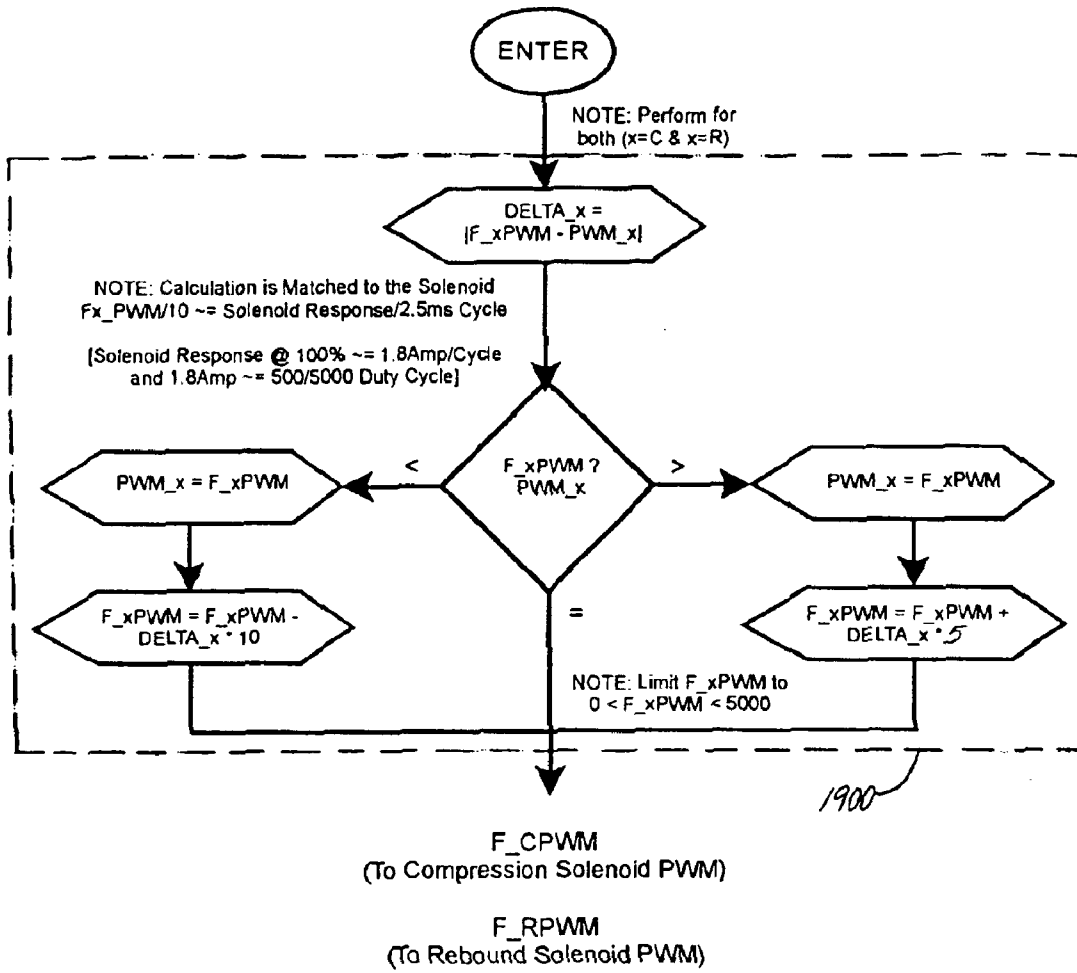 ENTER
NOTE: Perform for
both (x=C & x=R)
DELTA_x =
|F_xPWM - PWM_x|
NOTE: Calculation is Matched to the Solenoid
Fx_PWM/10 ~= Solenoid Response/2.5ms Cycle
[Solenoid Response @ 100% ~= 1.8Amp/Cycle
and 1.8Amp ~= 500/5000 Duty Cycle]
<
F_xPWM ?
PWM_x
>
PWM_x = F_xPWM
PWM_x = F_xPWM
F_xPWM = F_xPWM -
DELTA_x * 10
=
F_xPWM = F_xPWM +
DELTA_x * 5
NOTE: Limit F_xPWM to
0 < F_xPWM < 5000
1900
F_CPWM
(To Compression Solenoid PWM)
F_RPWM
(To Rebound Solenoid PWM)